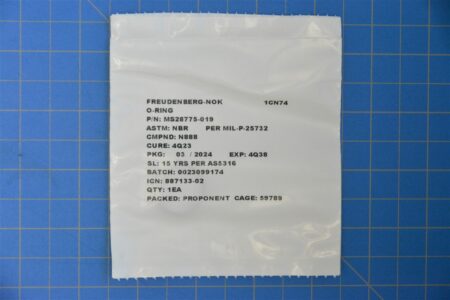 FREUDENBERG-NOK 1CN74
O-RING
P/N: MS28775-019
ASTM: NBR PER MIL-P-25732
CMPND: N888
CURE: 4Q23
PKG: 03 / 2024 EXP: 4Q38
SL: 15 YRS PER AS5316
BATCH: 0023099174
ICN: 887133-02
QTY: 1EA
PACKED: PROPONENT CAGE: 59789